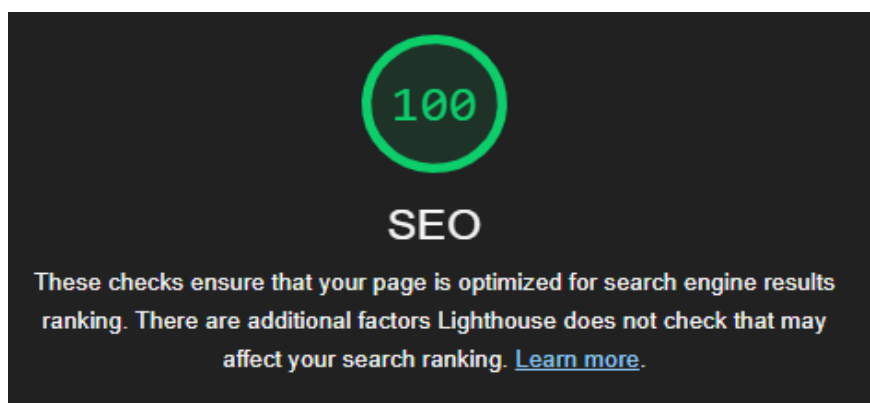 100
SEO
These checks ensure that your page is optimized for search engine results
ranking. There are additional factors Lighthouse does not check that may
affect your search ranking. Learn more.